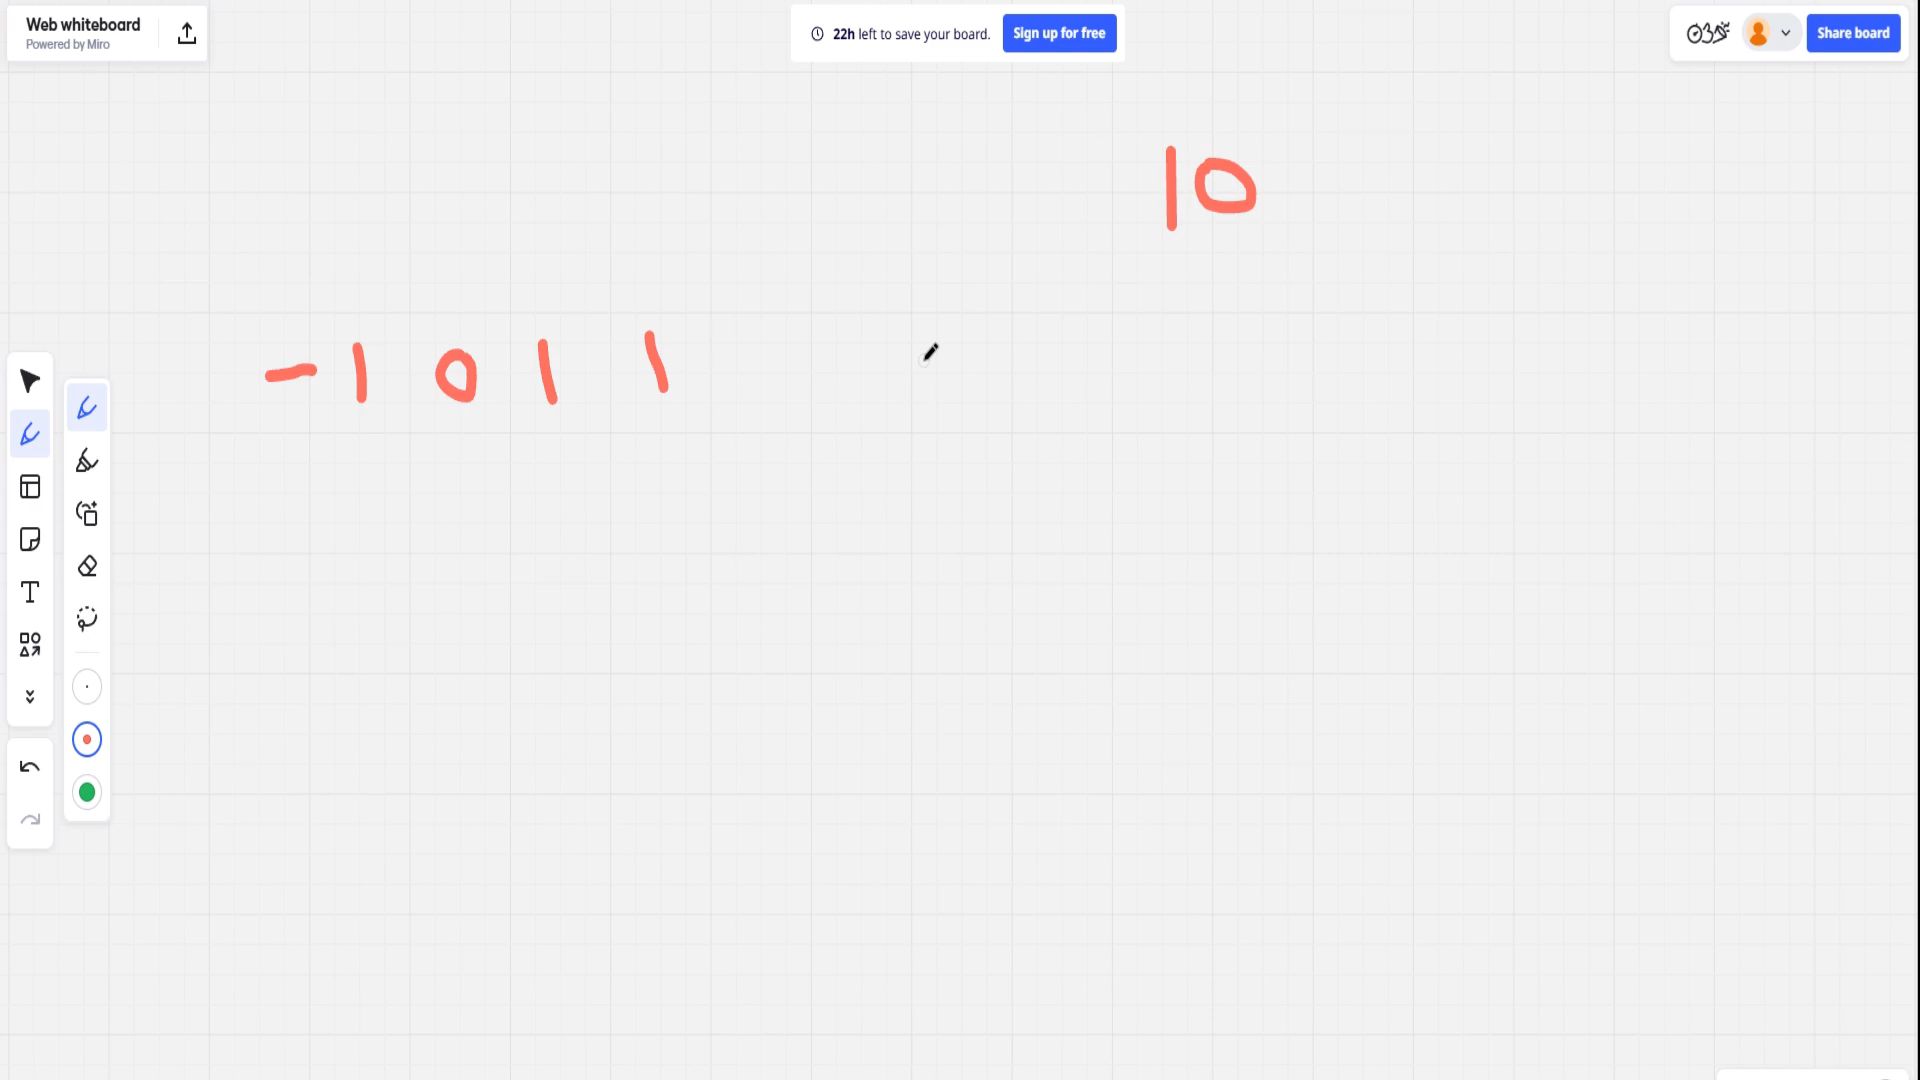 Web whiteboard
Powered by Miro
22h left to save your board.
Sign up for free
Share board
10
-1 0 1 1
T